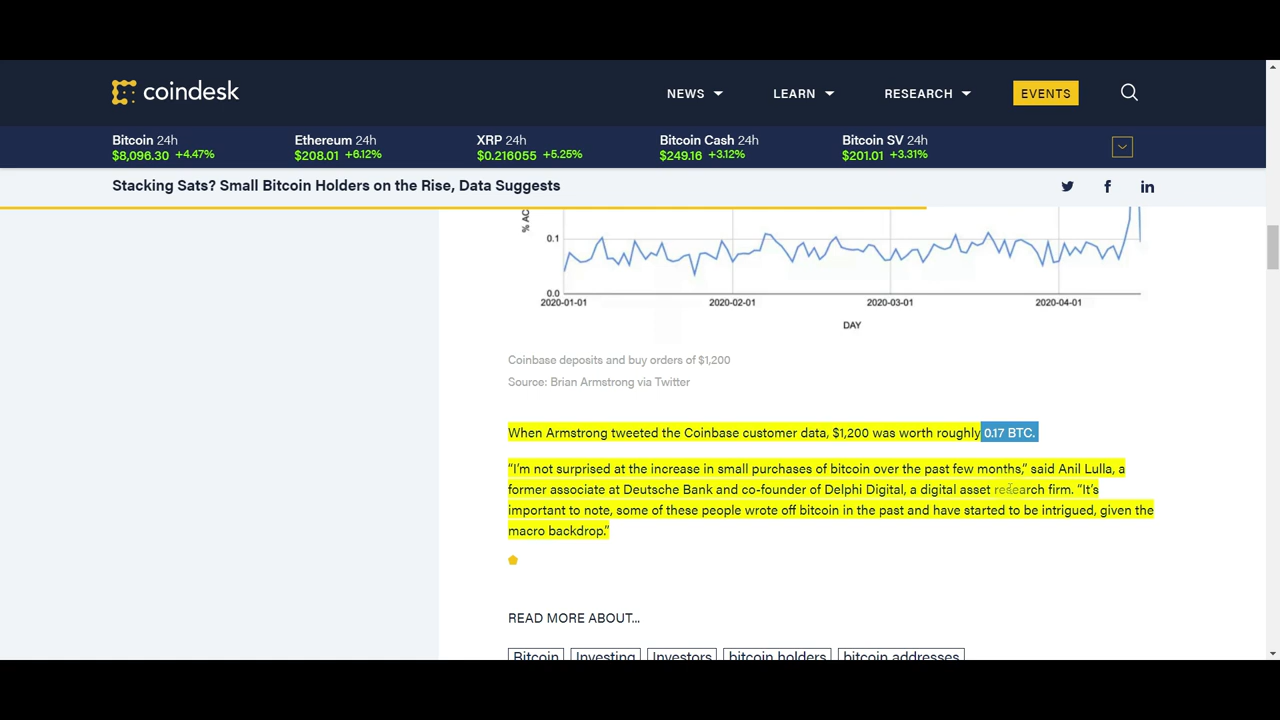 coindesk
NEWS LEARN RESEARCH EVENTS
Bitcoin 24h Ethereum 24h XRP 24h Bitcoin Cash 24h Bitcoin SV 24h
$8,096.30 +4.47% $208.01 +6.12% $0.216055 +5.25% $249.16 +3.12% $201.01 +3.31%
Stacking Sats? Small Bitcoin Holders on the Rise, Data Suggests
% AC
0.1
0.0
2020-01-01 2020-02-01 2020-03-01 2020-04-01
DAY
Coinbase deposits and buy orders of $1,200
Source: Brian Armstrong via Twitter
When Armstrong tweeted the Coinbase customer data, $1,200 was worth roughly 0.17 BTC.
“I’m not surprised at the increase in small purchases of bitcoin over the past few months,” said Anil Lulla, a
former associate at Deutsche Bank and co-founder of Delphi Digital, a digital asset research firm. “It’s
important to note, some of these people wrote off bitcoin in the past and have started to be intrigued, given the
macro backdrop.”
READ MORE ABOUT...
Bitcoin Investing Investors bitcoin holders bitcoin addresses